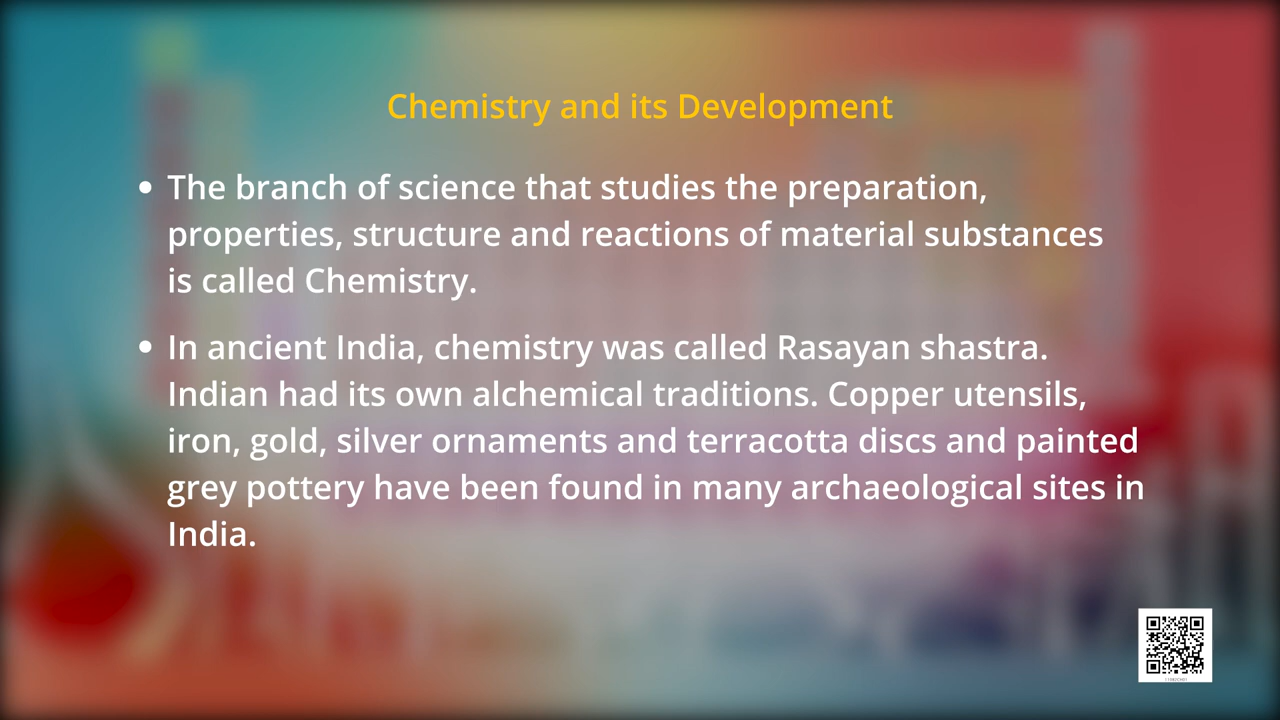 Chemistry and its Development
• The branch of science that studies the preparation,
properties, structure and reactions of material substances
is called Chemistry.
• In ancient India, chemistry was called Rasayan shastra.
Indian had its own alchemical traditions. Copper utensils,
iron, gold, silver ornaments and terracotta discs and painted
grey pottery have been found in many archaeological sites in
India.